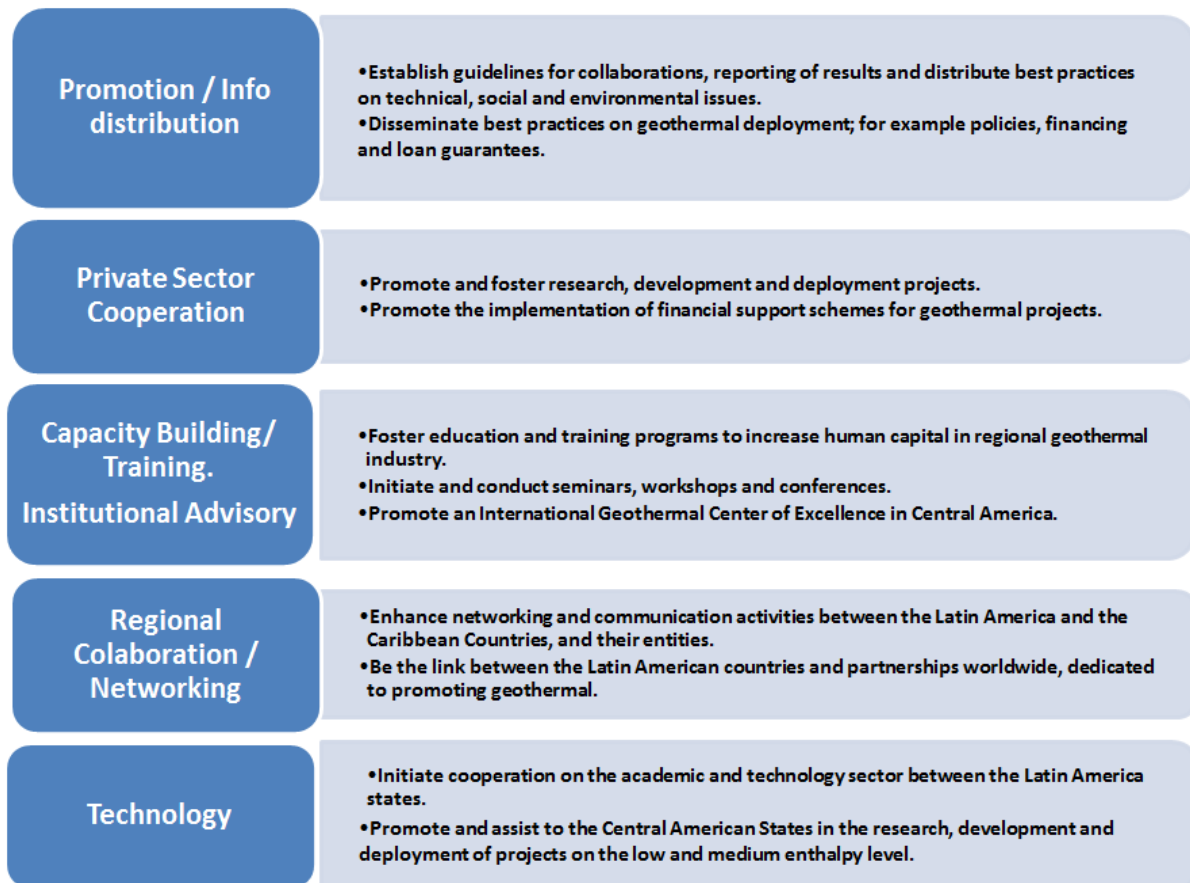 Promotion / Info
distribution
•Establish guidelines for collaborations, reporting of results and distribute best practices
on technical, social and environmental issues.
•Disseminate best practices on geothermal deployment; for example policies, financing
and loan guarantees.
Private Sector
Cooperation
•Promote and foster research, development and deployment projects.
•Promote the implementation of financial support schemes for geothermal projects.
Capacity Building/
Training.
Institutional Advisory
•Foster education and training programs to increase human capital in regional geothermal
industry.
•Initiate and conduct seminars, workshops and conferences.
•Promote an International Geothermal Center of Excellence in Central America.
Regional
Colaboration /
Networking
•Enhance networking and communication activities between the Latin America and the
Caribbean Countries, and their entities.
•Be the link between the Latin American countries and partnerships worldwide, dedicated
to promoting geothermal.
Technology
•Initiate cooperation on the academic and technology sector between the Latin America
states.
•Promote and assist to the Central American States in the research, development and
deployment of projects on the low and medium enthalpy level.